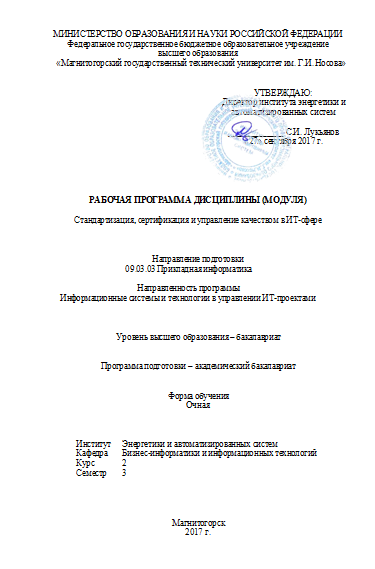 МИНИСТЕРСТВО ОБРАЗОВАНИЯ И НАУКИ РОССИЙСКОЙ ФЕДЕРАЦИИ
Федеральное государственное бюджетное образовательное учреждение
высшего образования
«Магнитогорский государственный технический университет им. Г.И. Носова»
УТВЕРЖДАЮ:
Директор института энергетики и
автоматизированных систем
С.И. Лукьянов
сентября 2017 г.
РАБОЧАЯ ПРОГРАММА ДИСЦИПЛИНЫ (МОДУЛЯ)
Стандартизация, сертификация и управление качеством в ИТ-сфере
Направление подготовки
09.03.03 Прикладная информатика
Направленность программы
Информационные системы и технологии в управлении ИТ-проектами
Уровень высшего образования – бакалавриат
Программа подготовки – академический бакалавриат
Форма обучения
Очная
Институт Энергетики и автоматизированных систем
Кафедра Бизнес-информатики и информационных технологий
Курс 2
Семестр 3
Магнитогорск
2017 г.